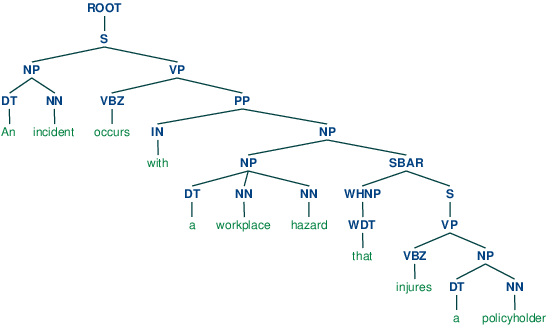 ROOT
S
NP VP
DT NN VBZ PP
An incident occurs IN NP
with NP SBAR
DT NN NN WHNP S
a workplace hazard WDT VP
that VBZ NP
injures DT NN
a policyholder